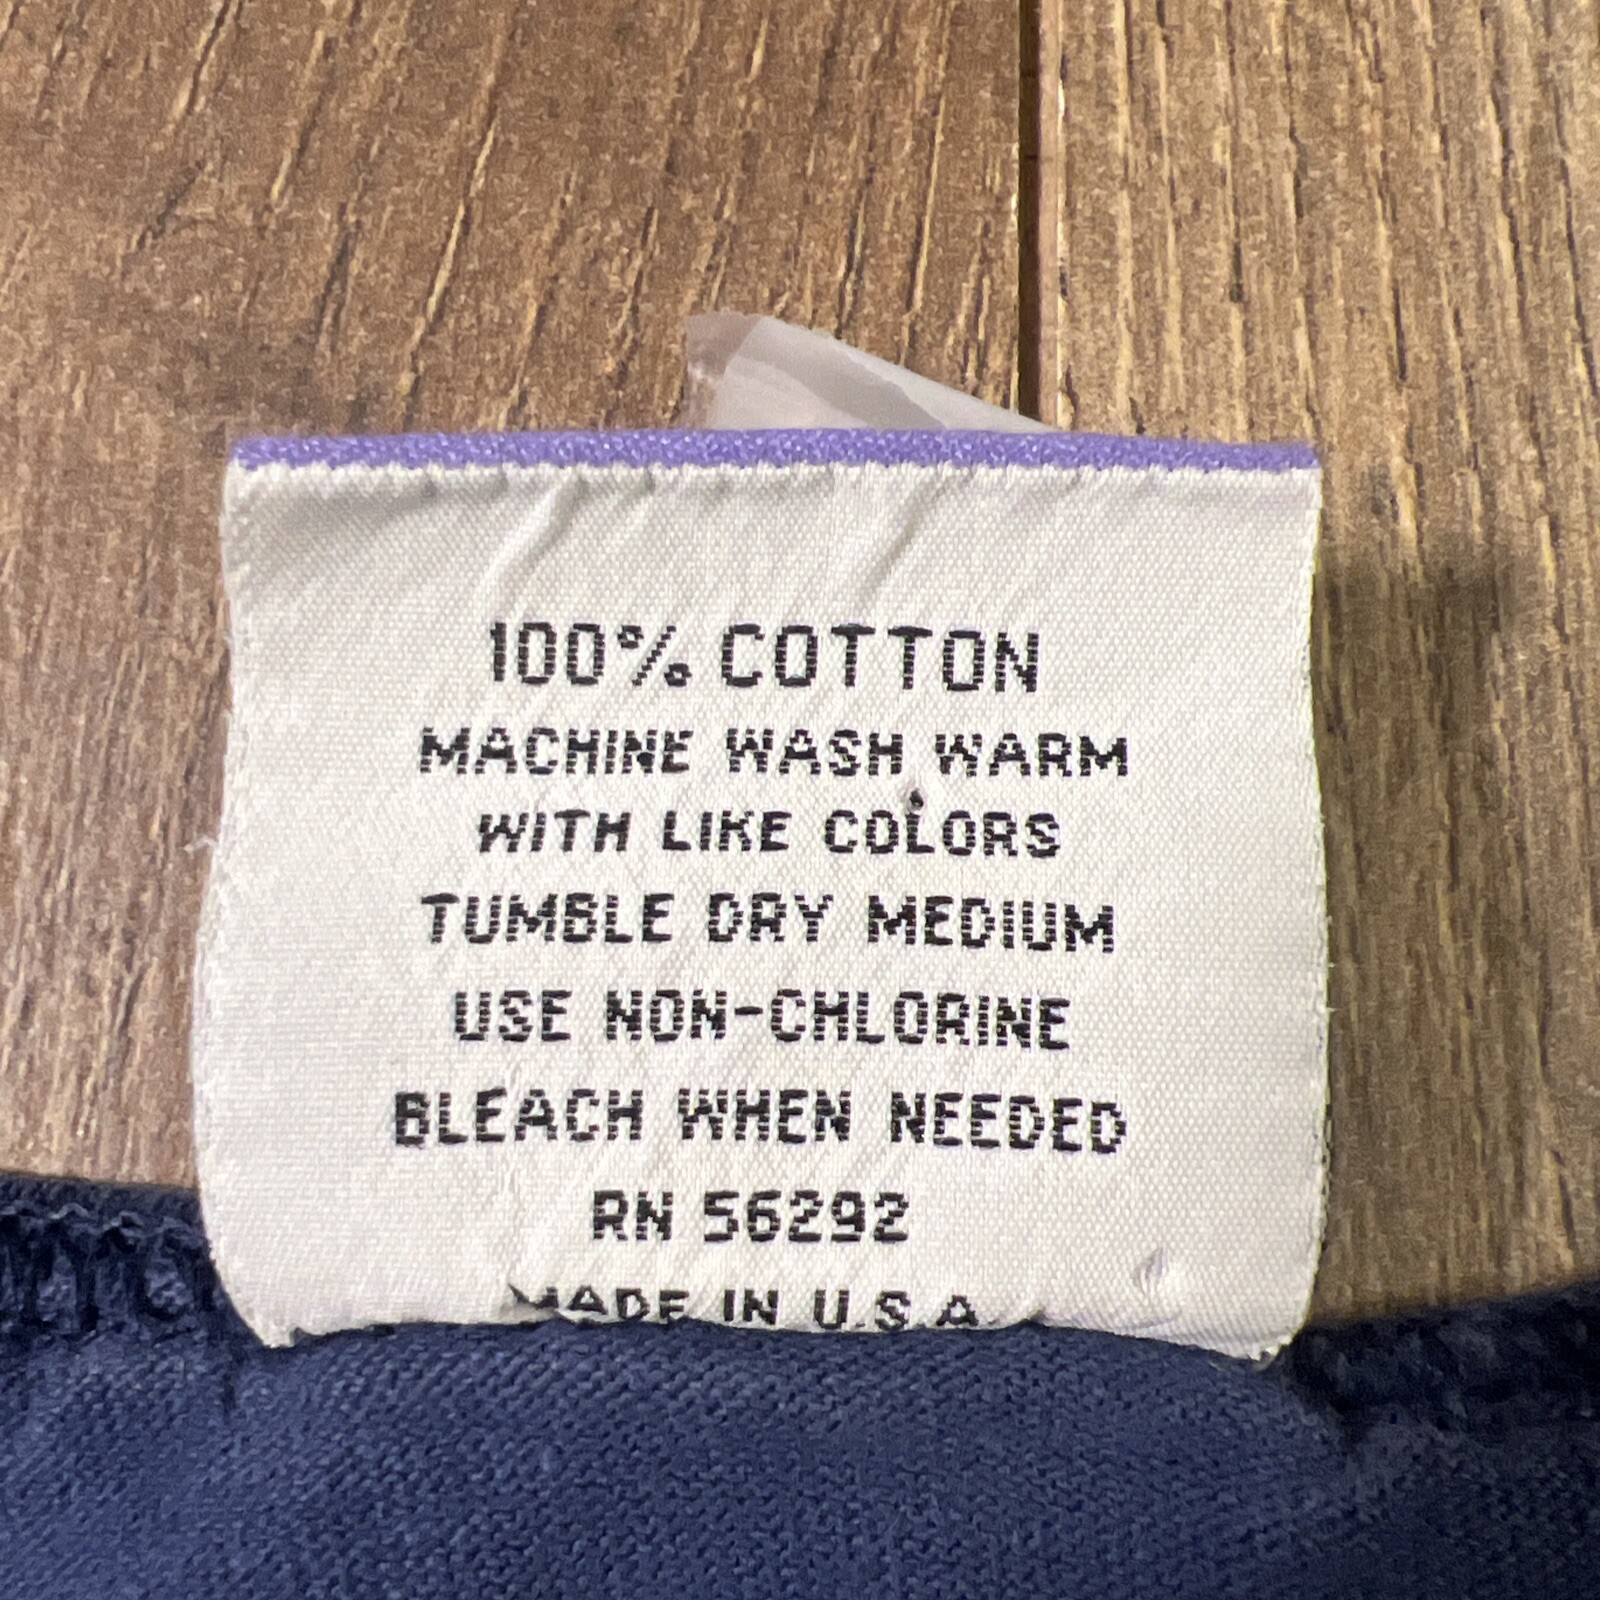 100% COTTON
MACHINE WASH WARM
WITH LIKE COLORS
TUMBLE DRY MEDIUM
USE NON-CHLORINE
BLEACH WHEN NEEDED
RN 56292
MADE IN U.S.A.